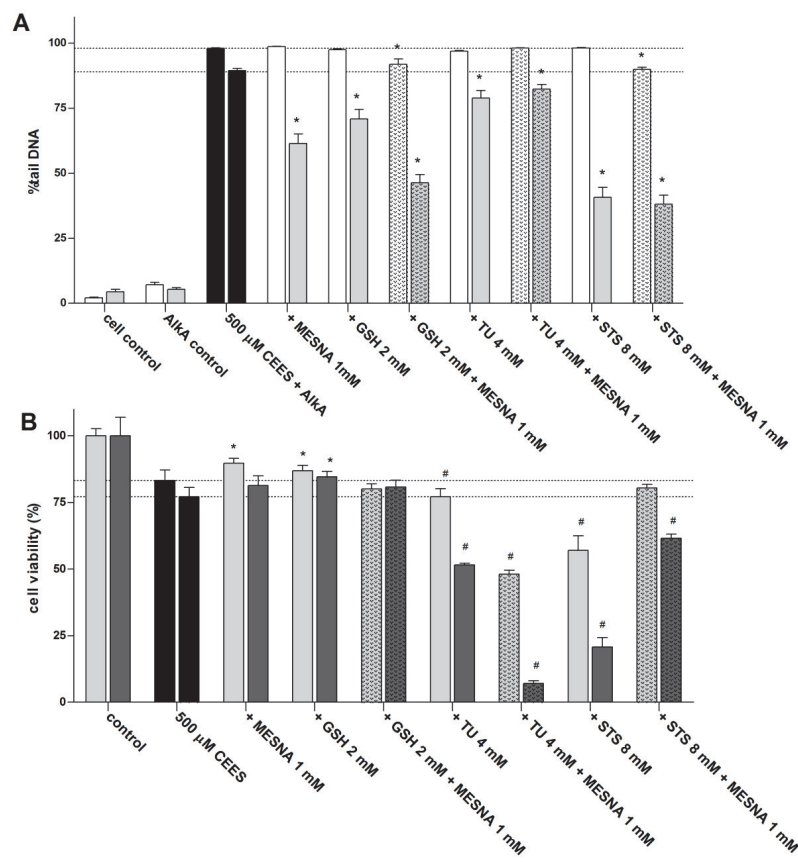 A
%tail DNA
100
75
50
25
0
* * * * * * * * * *
cell control
AlkA control
500 µM CEES + AlkA
+ MESNA 1mM
+ GSH 2 mM
+ GSH 2 mM + MESNA 1 mM
+ TU 4 mM
+ TU 4 mM + MESNA 1 mM
+ STS 8 mM
+ STS 8 mM + MESNA 1 mM
B
cell viability (%)
100
75
50
25
0
* * * # # # # # # #
control
500 µM CEES
+ MESNA 1 mM
+ GSH 2 mM
+ GSH 2 mM + MESNA 1 mM
+ TU 4 mM
+ TU 4 mM + MESNA 1 mM
+ STS 8 mM
+ STS 8 mM + MESNA 1 mM